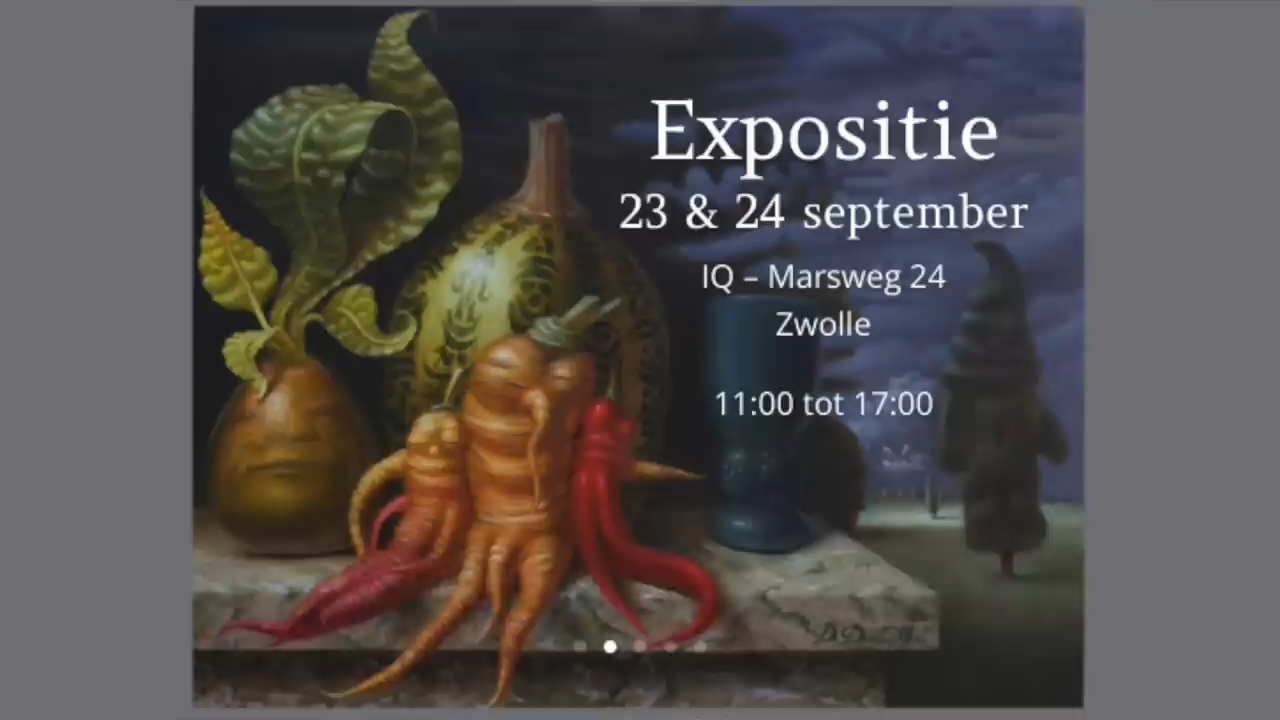 Expositie
23 & 24 september
IQ – Marsweg 24
Zwolle
11:00 tot 17:00